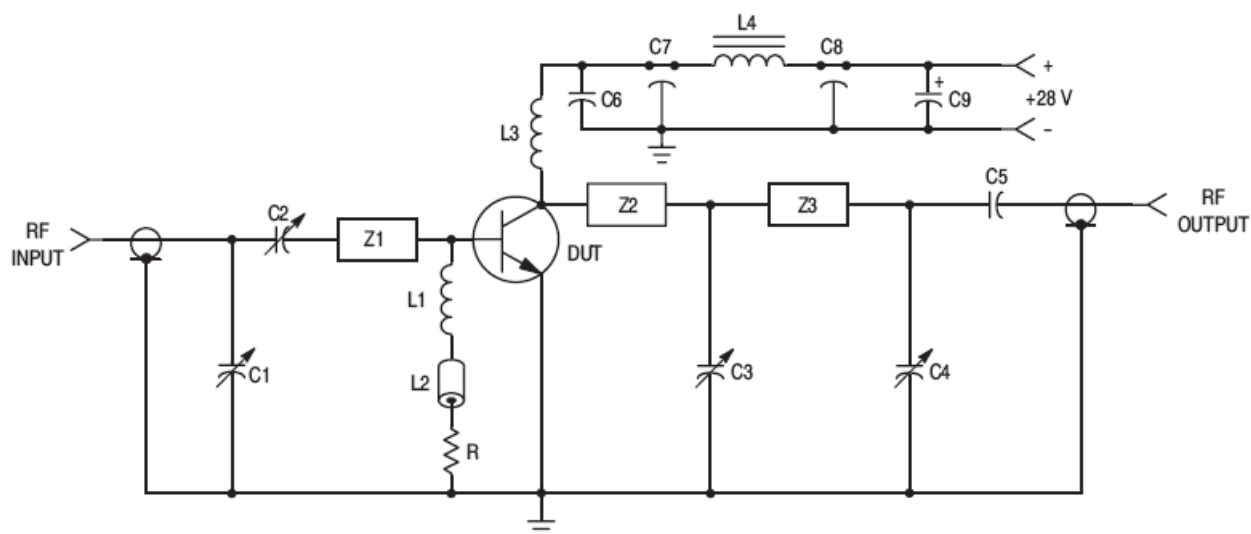 L4
C7
C8
+
C6
+
C9
+28 V
L3
–
C5
RF
INPUT
C2
Z1
Z2
Z3
RF
OUTPUT
DUT
L1
C1
L2
C3
C4
R